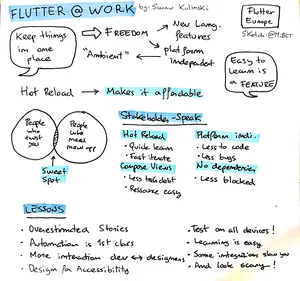 FLUTTER @ WORK by: Swav Kulinski
Flutter
Europe
Sketch: @M.BCT
Keep things
in one
place
FREEDOM
New Lang.
features
platform
independent
"Ambient"
Easy to
Learn is
a FEATURE
Hot Reload → Makes it affordable
People
who
trust
you
People
who
mow off
Sweet
Spot
Stakeholder-Speak
Hot Reload
• Quick learn
• Fast iterate
Compose Views
• Less tech debt
• Resource easy
Platform indi.
• Less to code
• Less bugs
No dependencies
• Less blocked
LESSONS
• Overestimated Stories
• Automation is 1st class
• More interaction dev ↔ designers
• Design for Accessibility
• Test on all devices!
• Learning is easy
• Some integrations slow you
• And look scary!